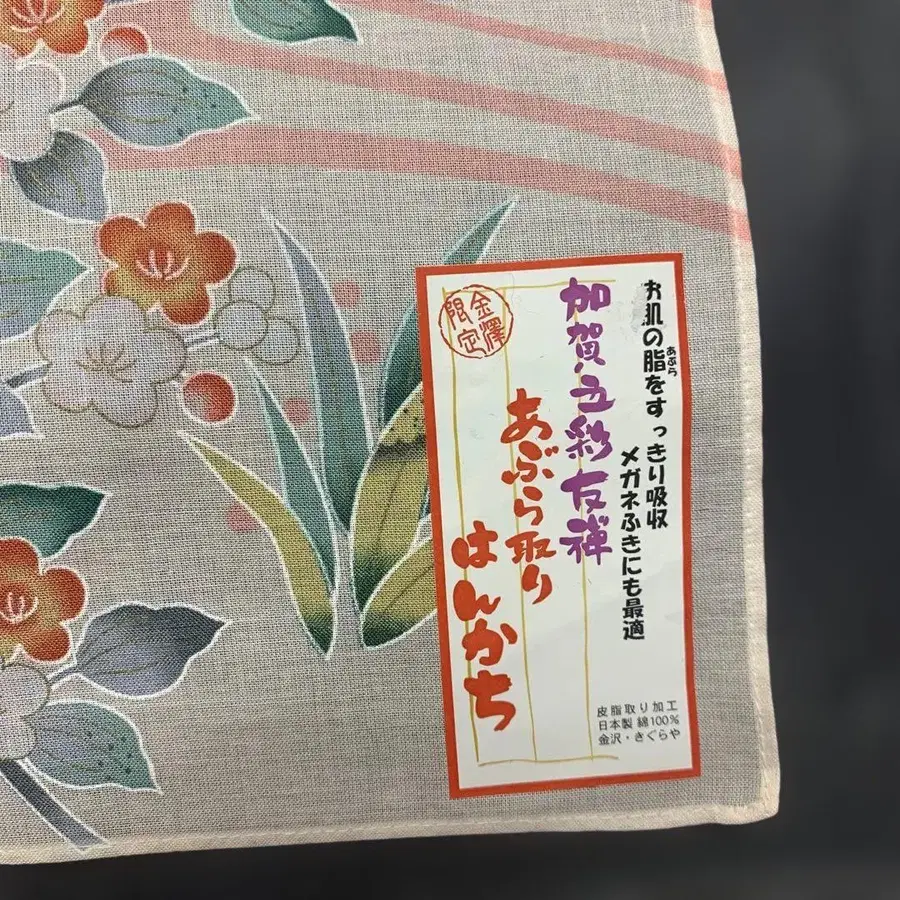 お肌の脂をすっきり吸収
あぶら
メガネふきにも最適
加賀五彩友禅
あぶら取り
はんかち
金澤
限定
皮脂取り加工
日本製 綿100%
金沢・きぐらや